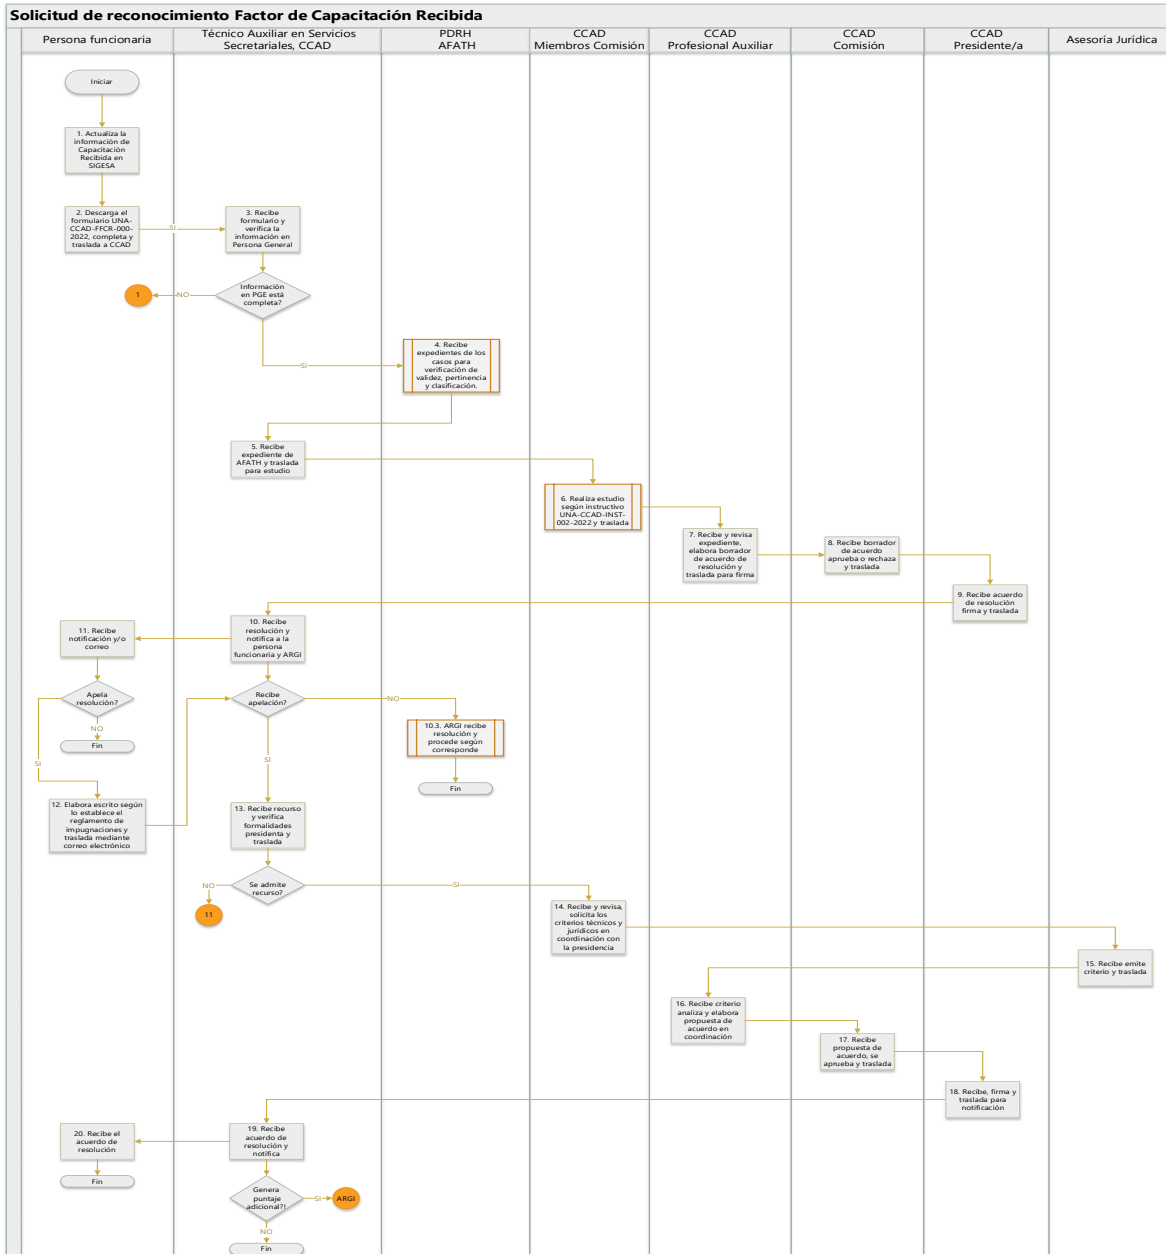 Solicitud de reconocimiento Factor de Capacitación Recibida
Persona funcionaria
Técnico Auxiliar en Servicios
Secretariales, CCAD
PDRH
AFATH
CCAD
Miembros Comisión
CCAD
Profesional Auxiliar
CCAD
Comisión
CCAD
Presidente/a
Asesoría Jurídica
Iniciar
1. Actualiza la
información de
Capacitación
Recibida en
SIGESA
2. Descarga el
formulario UNA-
CCAD-FFCR-000-
2022, completa y
traslada a CCAD
SI
3. Recibe
formulario y
verifica la
información en
Persona General
Información
en PGE está
completa?
NO
1
SI
4. Recibe
expedientes de los
casos para
verificación de
validez, pertinencia
y clasificación.
5. Recibe
expediente de
AFATH y traslada
para estudio
6. Realiza estudio
según instructivo
UNA-CCAD-INST-
002-2022 y traslada
7. Recibe y revisa
expediente,
elabora borrador
de acuerdo de
resolución y
traslada para firma
8. Recibe borrador
de acuerdo
aprueba o rechaza
y traslada
9. Recibe acuerdo
de resolución
firma y traslada
10. Recibe
resolución y
notifica a la
persona
funcionaria y ARGI
11. Recibe
notificación y/o
correo
Apela
resolución?
NO
Fin
SI
Recibe
apelación?
NO
10.3. ARGI recibe
resolución y
procede según
corresponde
Fin
SI
12. Elabora escrito según
lo establece el
reglamento de
impugnaciones y
traslada mediante
correo electrónico
13. Recibe recurso
y verifica
formalidades
presidenta y
traslada
Se admite
recurso?
NO
11
SI
14. Recibe y revisa,
solicita los
criterios técnicos y
jurídicos en
coordinación con
la presidencia
15. Recibe emite
criterio y traslada
16. Recibe criterio
analiza y elabora
propuesta de
acuerdo en
coordinación
17. Recibe
propuesta de
acuerdo, se
aprueba y traslada
18. Recibe, firma y
traslada para
notificación
19. Recibe
acuerdo de
resolución y
notifica
20. Recibe el
acuerdo de
resolución
Fin
Genera
puntaje
adicional?!
SI
ARGI
NO
Fin